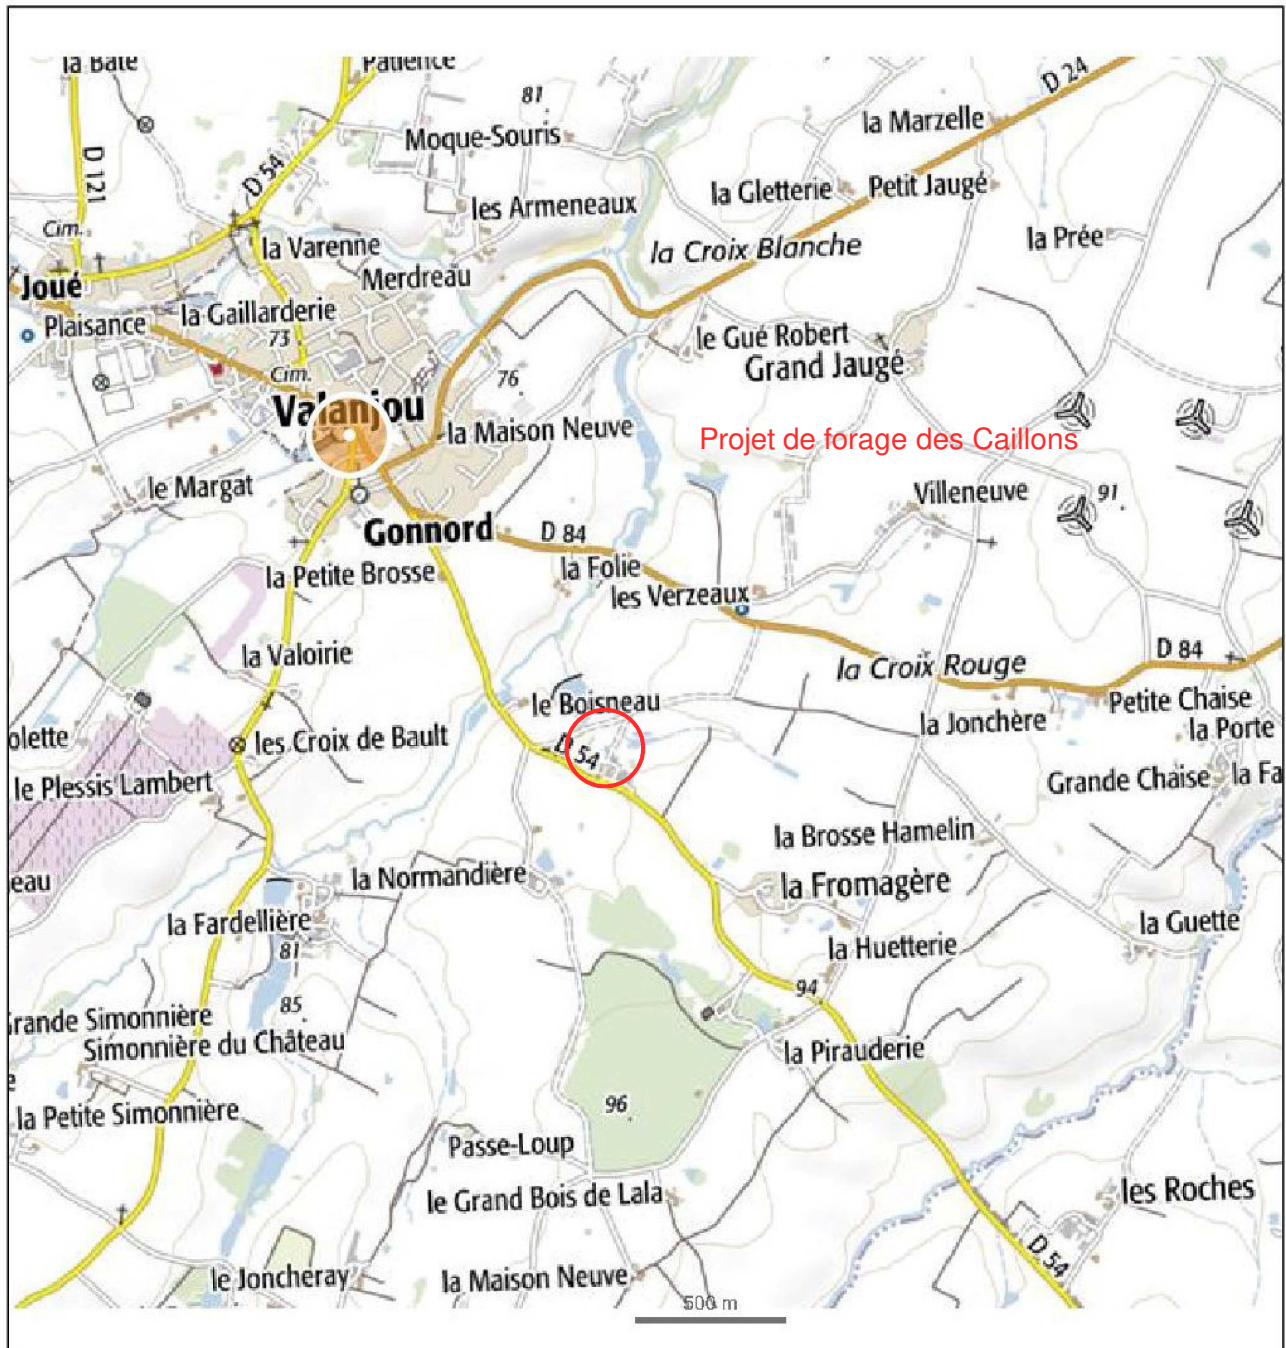 la Bate
Patience
D 24
81
Moque-Souris
la Marzelle
D 121
D 54
la Gletterie
Petit Jaugé
les Armeneaux
Cim.
la Varenne
la Croix Blanche
la Prée
Merdreau
Joué
la Gaillarderie
Plaisance
73
le Gué Robert
Grand Jaugé
Cim.
76
Valanjou
la Maison Neuve
Projet de forage des Caillons
le Margat
Villeneuve
91
Gonnord
D 84
la Folie
la Petite Brosse
les Verzeaux
la Valoirie
la Croix Rouge
D 84
le Boisneau
Petite Chaise
olette
les Croix de Bault
D 54
la Jonchère
la Porte
le Plessis Lambert
Grande Chaise
la Fa
la Brosse Hamelin
eau
la Normandière
la Fromagère
la Fardellière
la Guette
81
la Huetterie
94
85
Grande Simonnière
Simonnière du Château
la Pirauderie
e
96
la Petite Simonnière
Passe-Loup
le Grand Bois de Lala
les Roches
D 54
le Joncheray
la Maison Neuve
500 m